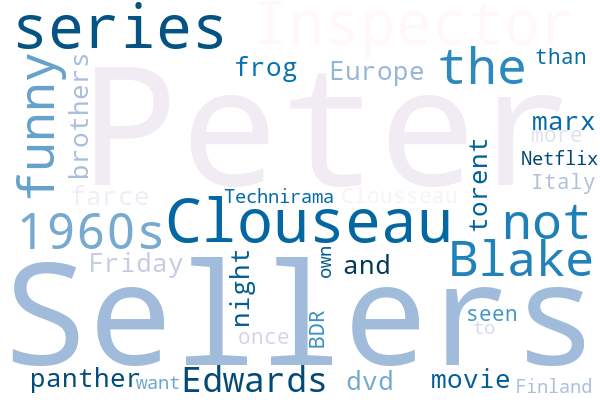 series
Inspector
frog
Europe
the
than
funny
brothers
Peter
marx
more
Netflix
Italy
farce
Technirama
Clousseau
torent
1960s
Clouseau
not
Friday
night
own
and
Blake
Sellers
once
BDR
seen
to
panther
want
Edwards
dvd
movie
Finland